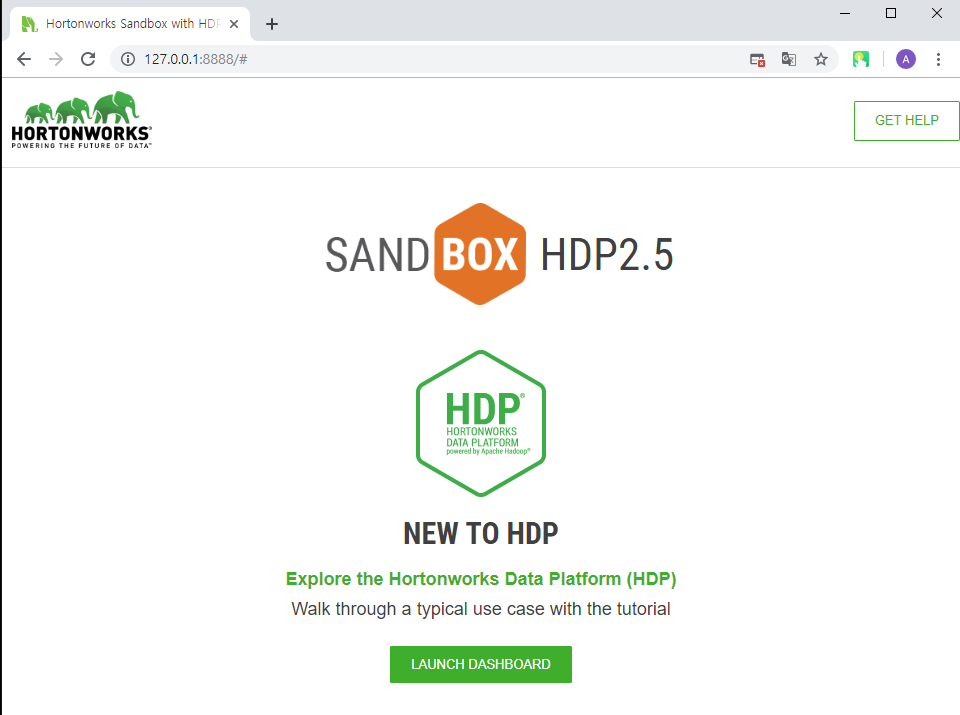 Hortonworks Sandbox with HDP
127.0.0.1:8888/#
A
HORTONWORKS®
POWERING THE FUTURE OF DATA™
GET HELP
SANDBOX HDP2.5
HDP®
HORTONWORKS
DATA PLATFORM
powered by Apache Hadoop®
NEW TO HDP
Explore the Hortonworks Data Platform (HDP)
Walk through a typical use case with the tutorial
LAUNCH DASHBOARD